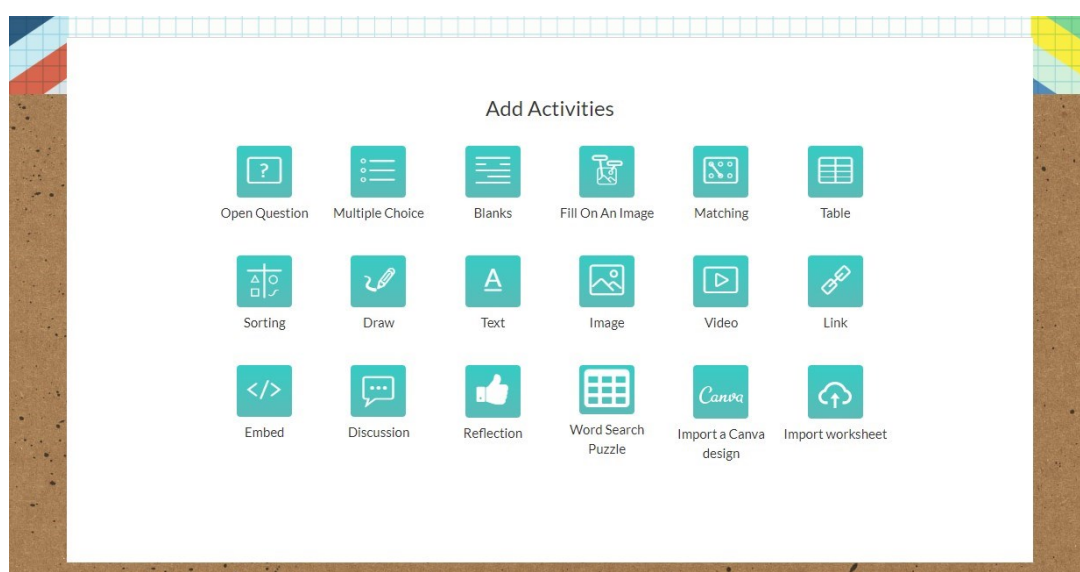 Add Activities
?
Open Question
Multiple Choice
Blanks
Fill On An Image
Matching
Table
A
Sorting
Draw
Text
Image
Video
Link
</>
Canva
Embed
Discussion
Reflection
Word Search
Puzzle
Import a Canva
design
Import worksheet